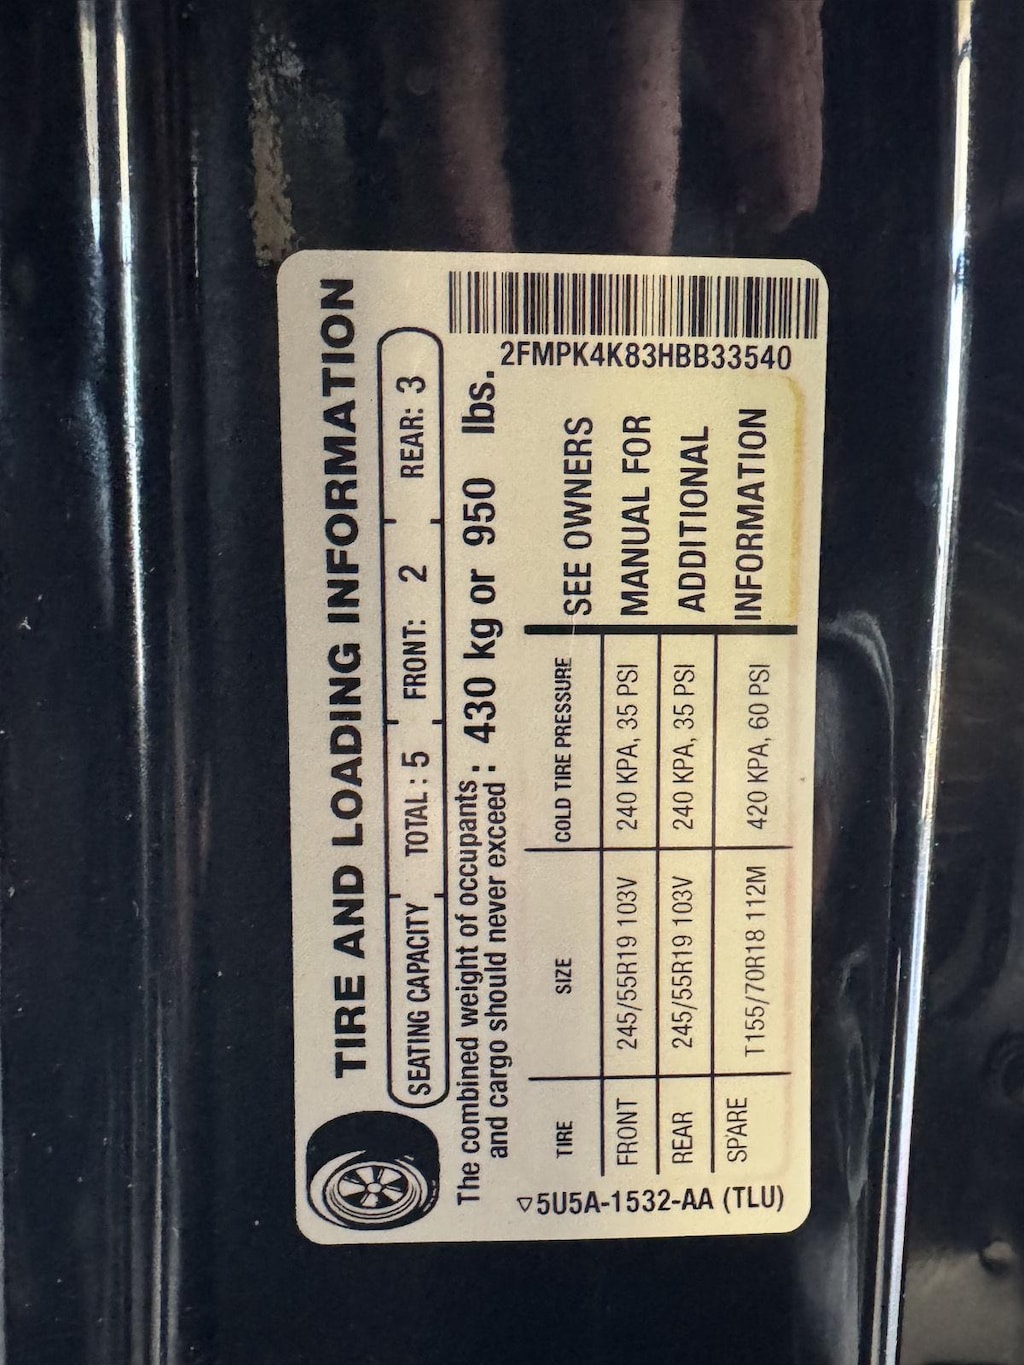 TIRE AND LOADING INFORMATION
SEATING CAPACITY TOTAL : 5 FRONT: 2 REAR: 3
The combined weight of occupants and cargo should never exceed : 430 kg or 950 lbs.
2FMPK4K83HBB33540
TIRE SIZE COLD TIRE PRESSURE
FRONT 245/55R19 103V 240 KPA, 35 PSI
REAR 245/55R19 103V 240 KPA, 35 PSI
SPARE T155/70R18 112M 420 KPA, 60 PSI
SEE OWNERS
MANUAL FOR
ADDITIONAL
INFORMATION
▽5U5A-1532-AA (TLU)